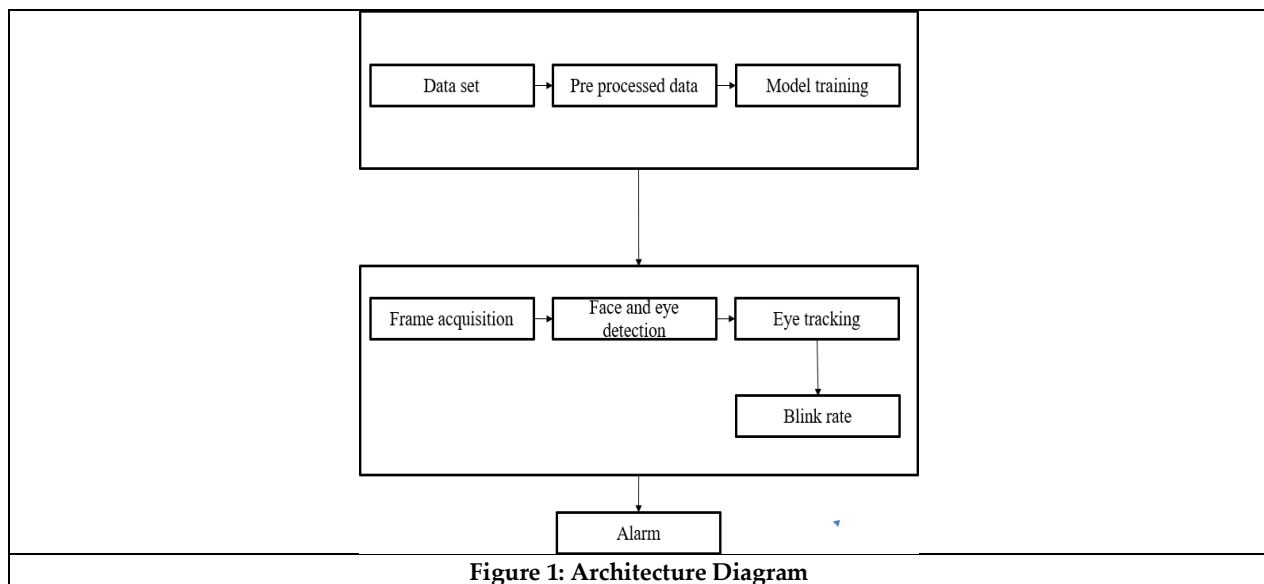 Data set
Pre processed data
Model training
Frame acquisition
Face and eye
detection
Eye tracking
Blink rate
Alarm
Figure 1: Architecture Diagram